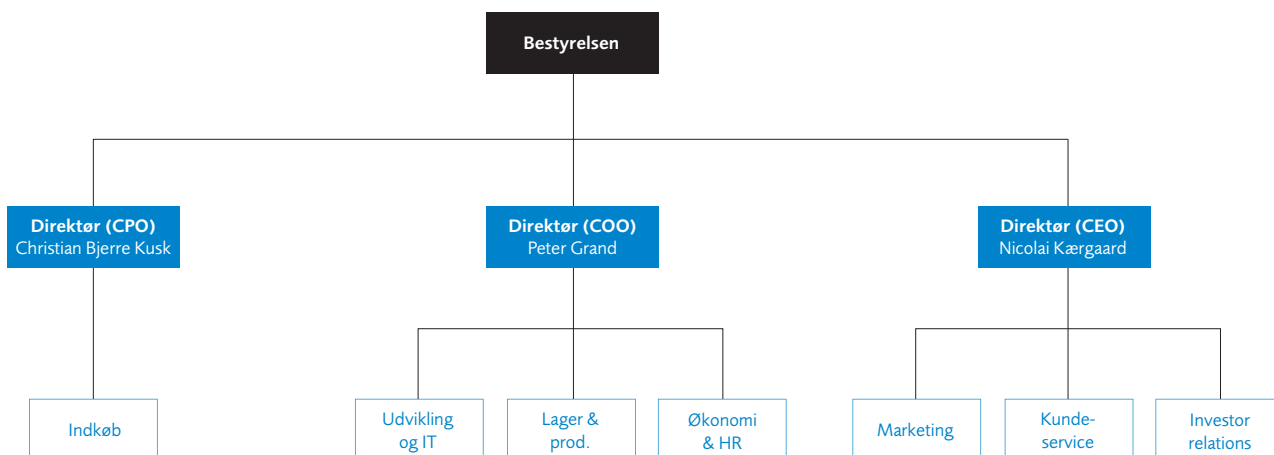 Bestyrelsen
Direktør (CPO)
Christian Bjerre Kusk
Direktør (COO)
Peter Grand
Direktør (CEO)
Nicolai Kærgaard
Indkøb
Udvikling
og IT
Lager &
prod.
Økonomi
& HR
Marketing
Kunde-
service
Investor
relations